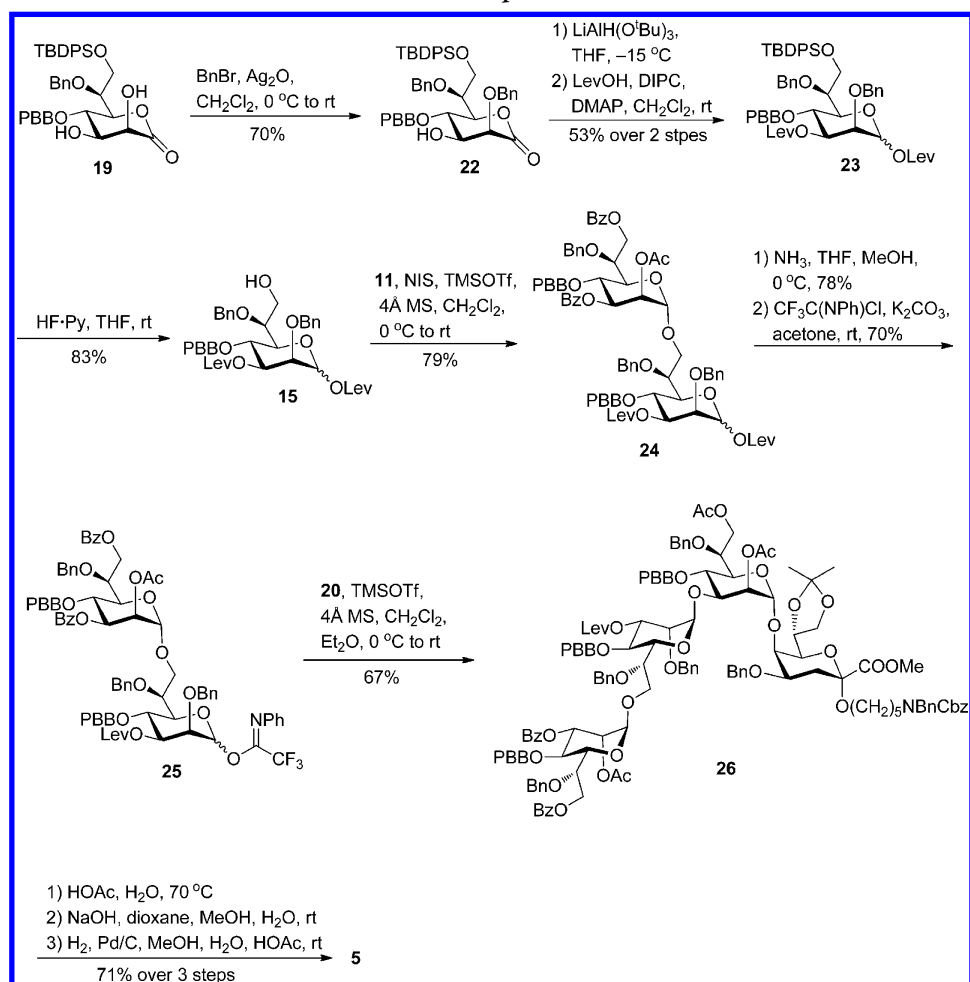 TBDPSO
BnO
OH
PBBO
HO
O
O
19
BnBr, Ag2O,
CH2Cl2, 0 °C to rt
70%
TBDPSO
BnO
OBn
PBBO
HO
O
O
22
1) LiAlH(OtBu)3,
THF, –15 °C
2) LevOH, DIPC,
DMAP, CH2Cl2, rt
53% over 2 stpes
TBDPSO
BnO
OBn
PBBO
LevO
O
OLev
23
HF·Py, THF, rt
83%
HO
BnO
OBn
PBBO
LevO
O
OLev
15
11, NIS, TMSOTf,
4Å MS, CH2Cl2,
0 °C to rt
79%
BzO
BnO
OAc
PBBO
BzO
O
O
BnO
OBn
PBBO
LevO
O
OLev
24
1) NH3, THF, MeOH,
0 °C, 78%
2) CF3C(NPh)Cl, K2CO3,
acetone, rt, 70%
BzO
BnO
OAc
PBBO
BzO
O
O
BnO
OBn
PBBO
LevO
O
NPh
O
CF3
25
20, TMSOTf,
4Å MS, CH2Cl2,
Et2O, 0 °C to rt
67%
AcO
BnO
OAc
PBBO
O
O
O
O
O
LevO
O
PBBO
O
OBn
BnO
O
BnO
O
COOMe
O(CH2)5NBnCbz
BzO
PBBO
O
OAc
BnO
BzO
26
1) HOAc, H2O, 70 °C
2) NaOH, dioxane, MeOH, H2O, rt
3) H2, Pd/C, MeOH, H2O, HOAc, rt
71% over 3 steps
5